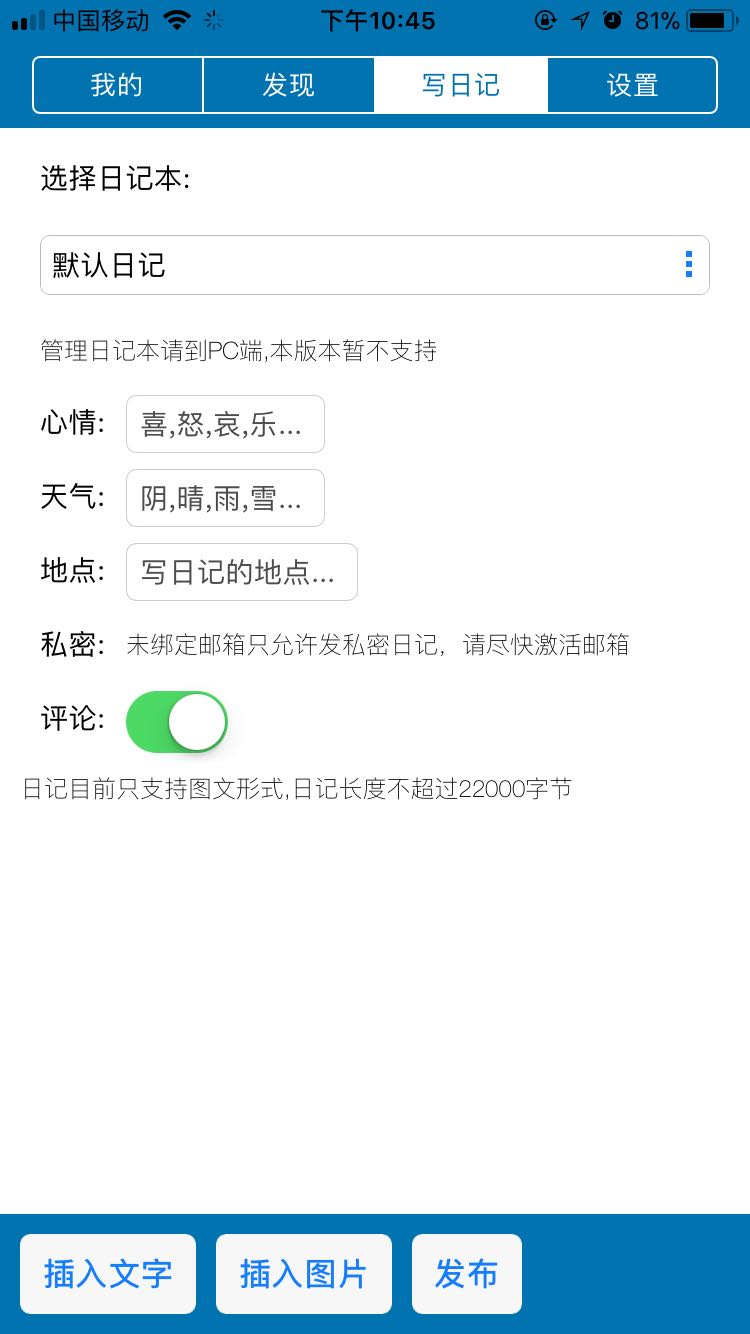 中国移动 下午10:45 81%
我的 发现 写日记 设置
选择日记本:
默认日记
管理日记本请到PC端,本版本暂不支持
心情: 喜,怒,哀,乐...
天气: 阴,晴,雨,雪...
地点: 写日记的地点...
私密: 未绑定邮箱只允许发私密日记，请尽快激活邮箱
评论:
日记目前只支持图文形式,日记长度不超过22000字节
插入文字 插入图片 发布